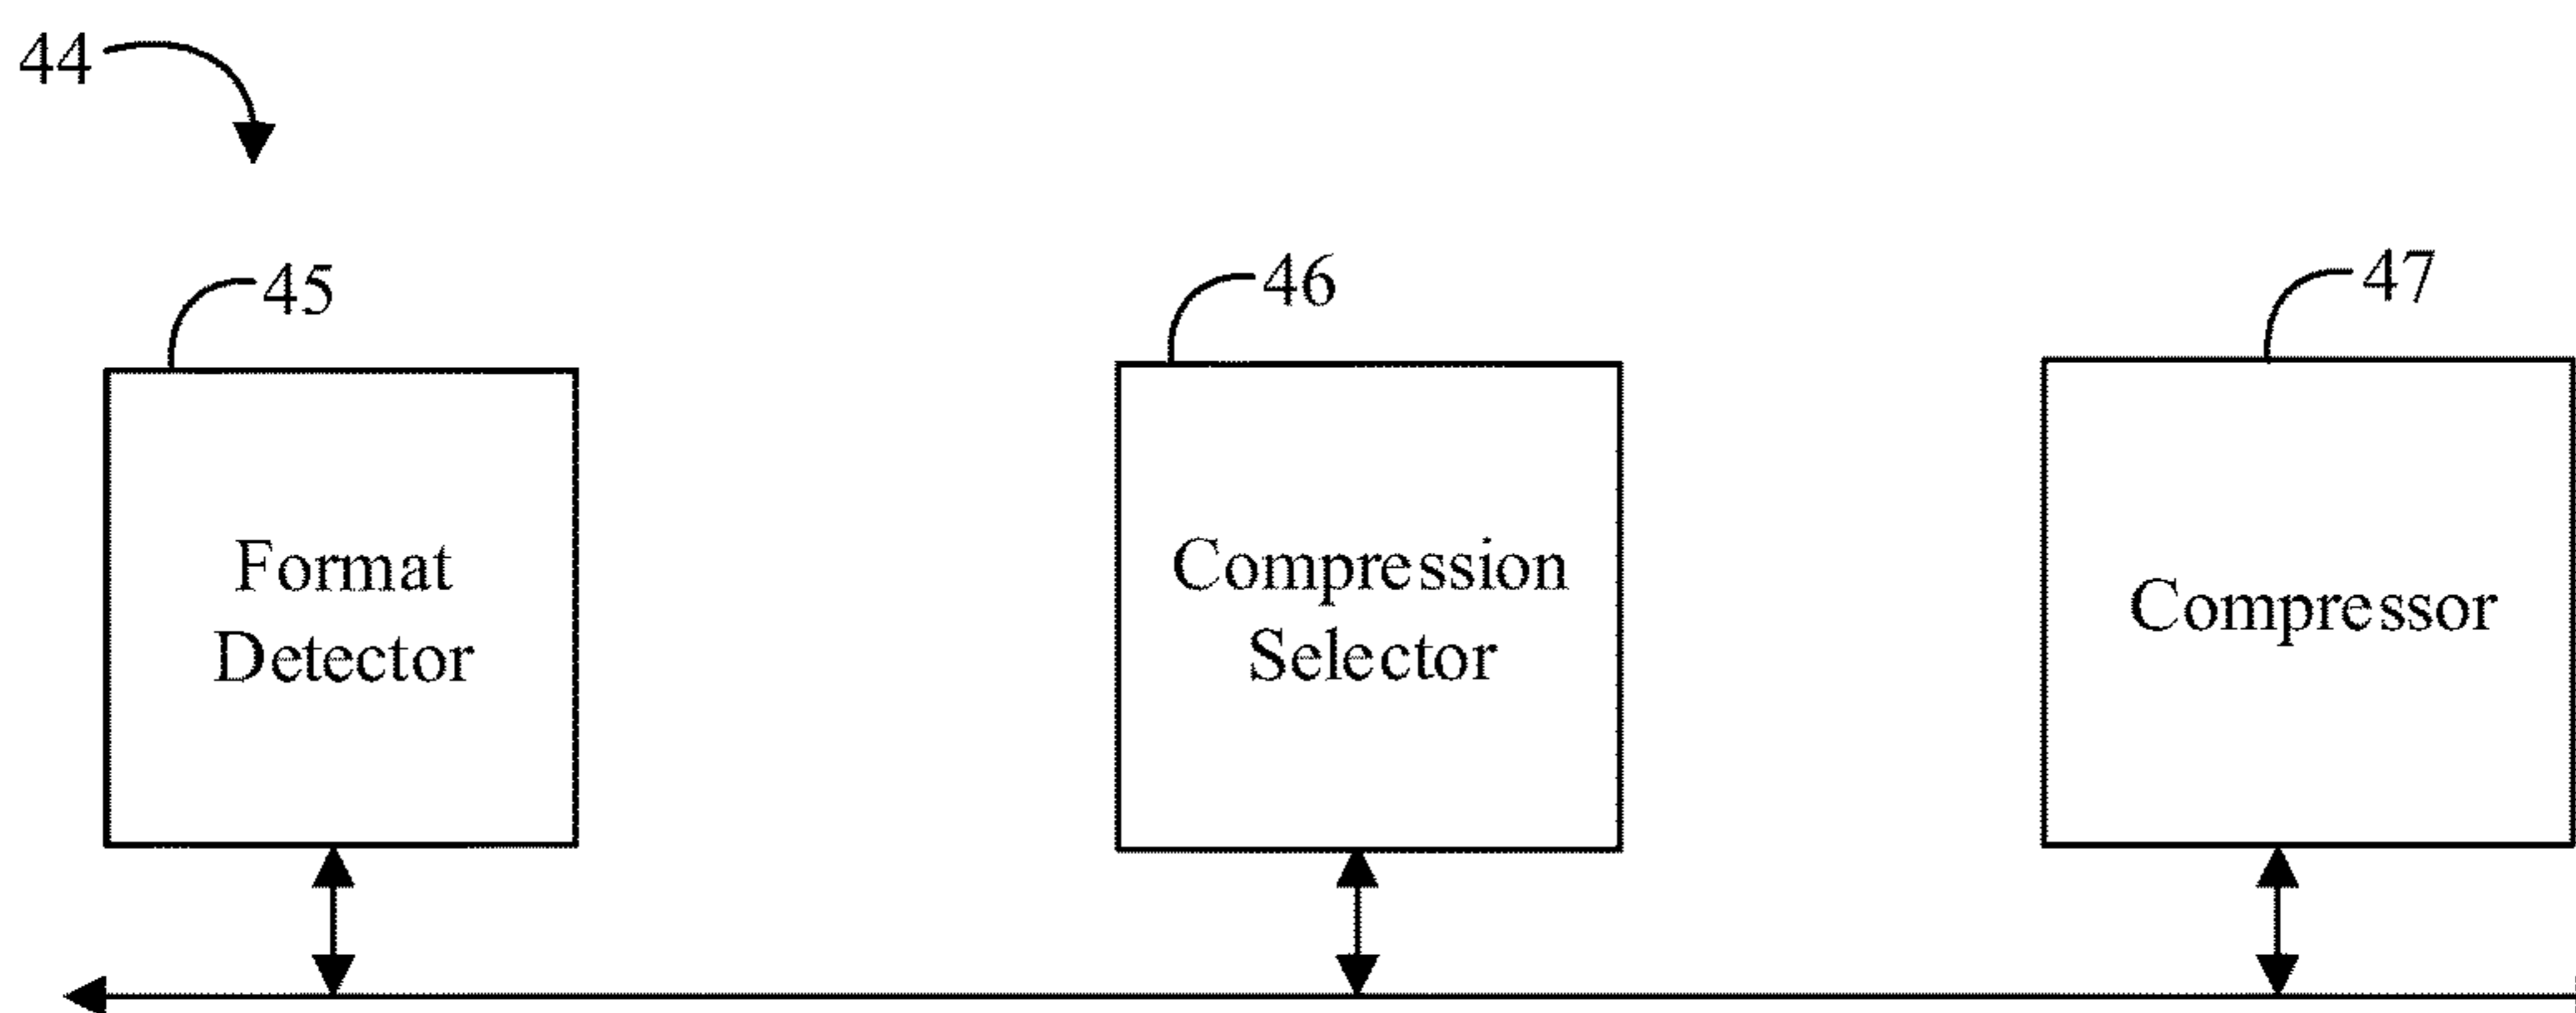 44
45
46
47
Format
Detector
Compression
Selector
Compressor